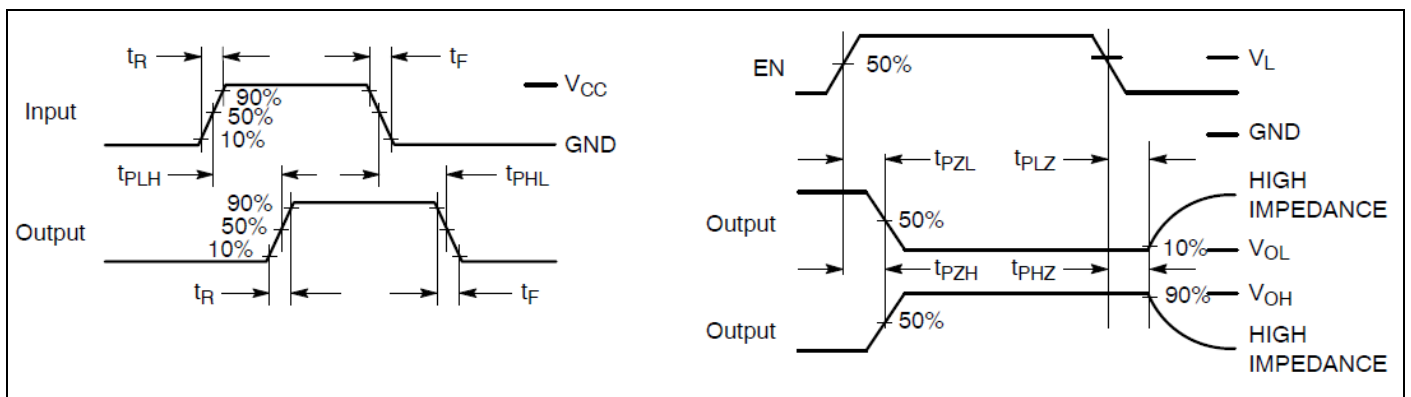 tR
tF
Input
90%
50%
10%
VCC
GND
tPLH
tPHL
Output
90%
50%
10%
tR
tF
EN
50%
VL
GND
tPZL
tPLZ
HIGH
IMPEDANCE
Output
50%
10%
VOL
tPZH
tPHZ
90%
VOH
Output
50%
HIGH
IMPEDANCE